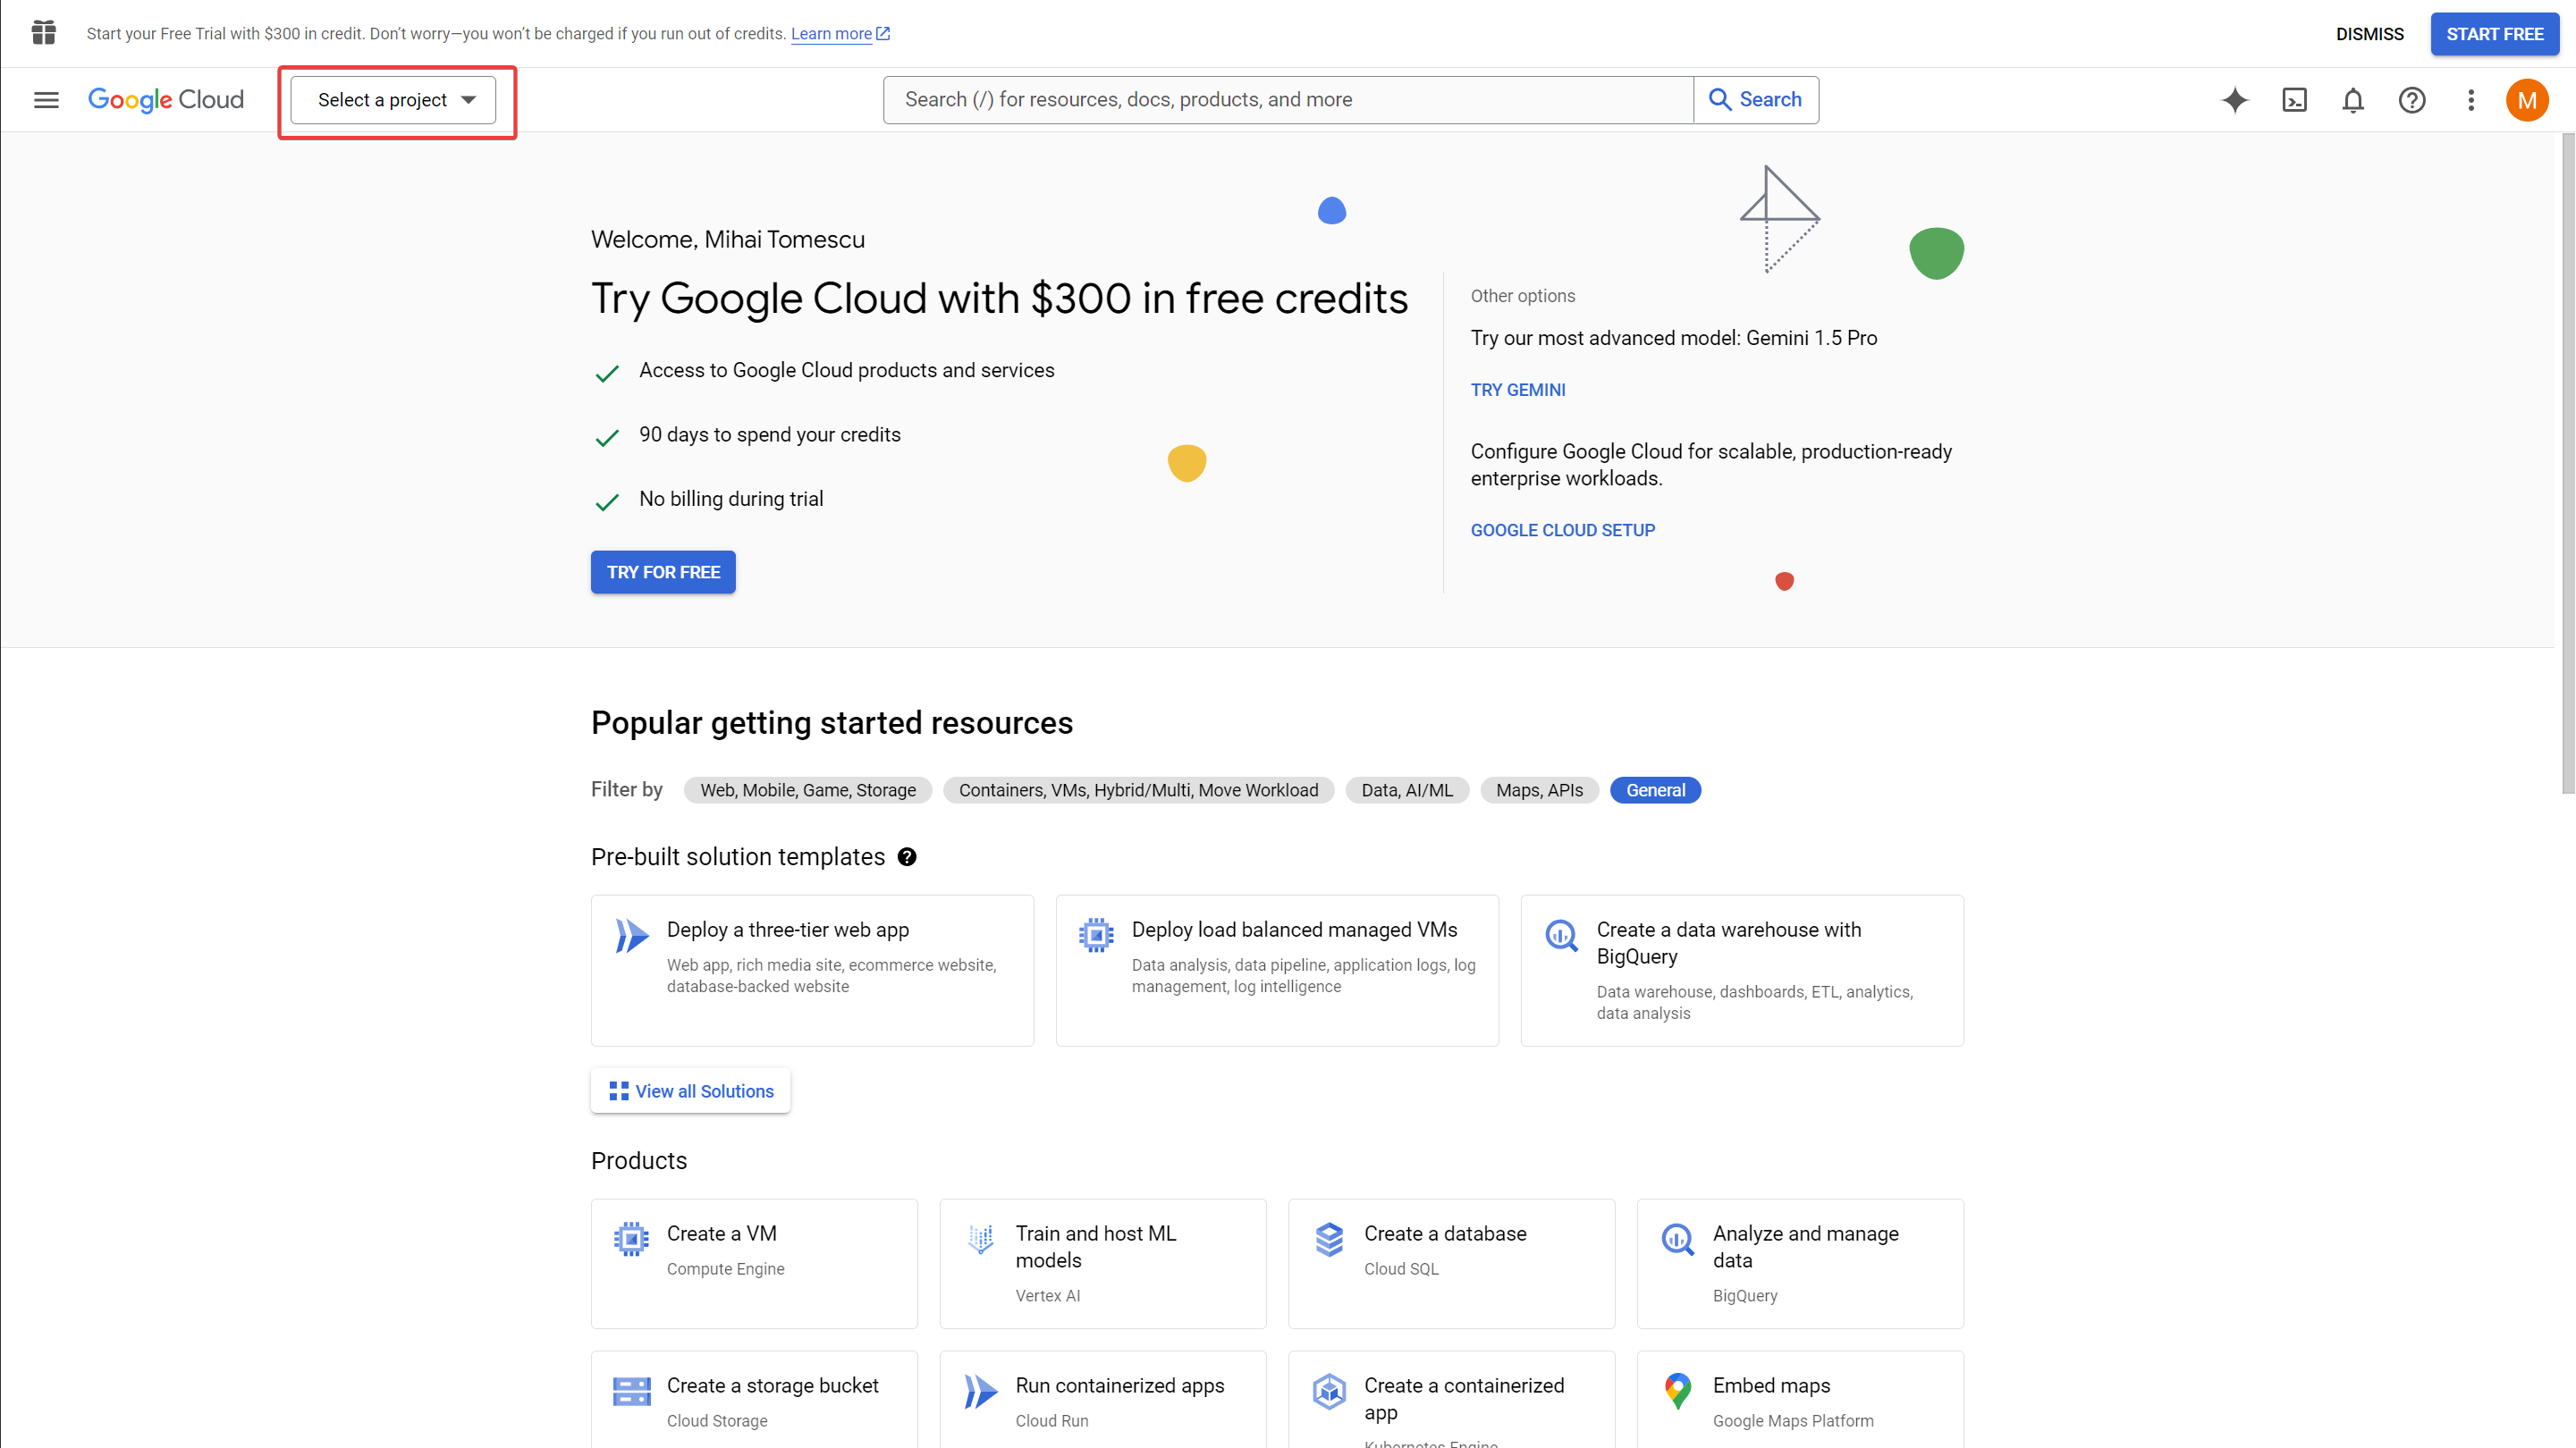 Start your Free Trial with $300 in credit. Don't worry—you won't be charged if you run out of credits. Learn more
DISMISS
START FREE
Google Cloud
Select a project
Search (/) for resources, docs, products, and more
Search
M
Welcome, Mihai Tomescu
Try Google Cloud with $300 in free credits
Access to Google Cloud products and services
90 days to spend your credits
No billing during trial
TRY FOR FREE
Other options
Try our most advanced model: Gemini 1.5 Pro
TRY GEMINI
Configure Google Cloud for scalable, production-ready
enterprise workloads.
GOOGLE CLOUD SETUP
Popular getting started resources
Filter by
Web, Mobile, Game, Storage
Containers, VMs, Hybrid/Multi, Move Workload
Data, AI/ML
Maps, APIs
General
Pre-built solution templates
Deploy a three-tier web app
Web app, rich media site, ecommerce website,
database-backed website
Deploy load balanced managed VMs
Data analysis, data pipeline, application logs, log
management, log intelligence
Create a data warehouse with
BigQuery
Data warehouse, dashboards, ETL, analytics,
data analysis
View all Solutions
Products
Create a VM
Compute Engine
Train and host ML
models
Vertex AI
Create a database
Cloud SQL
Analyze and manage
data
BigQuery
Create a storage bucket
Cloud Storage
Run containerized apps
Cloud Run
Create a containerized
app
Kubernetes Engine
Embed maps
Google Maps Platform